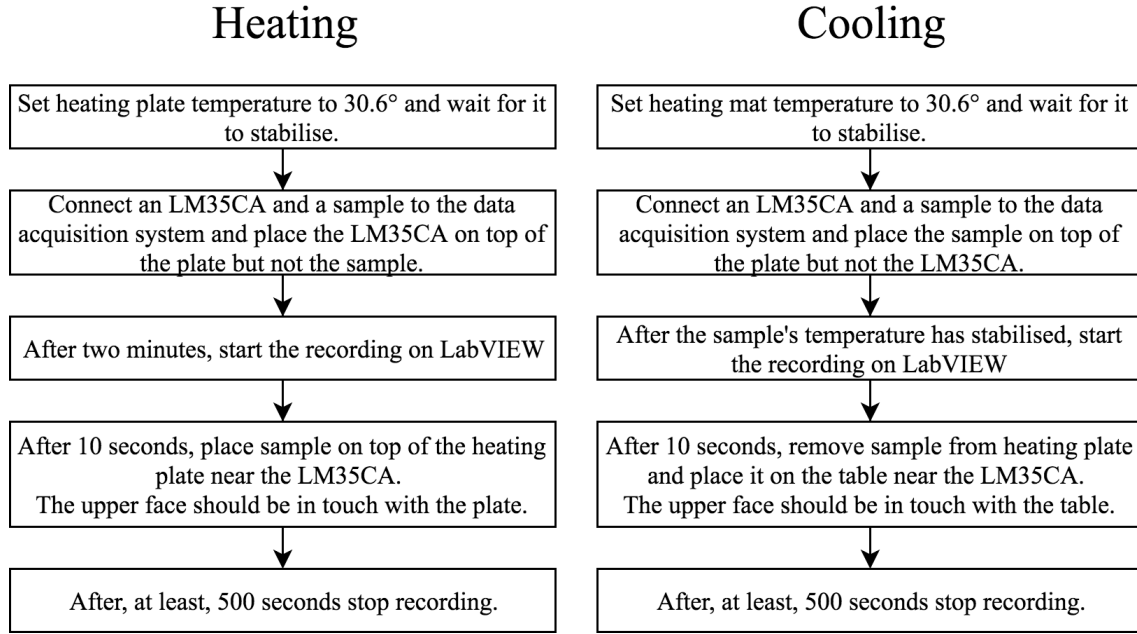 Heating
Set heating plate temperature to 30.6° and wait for it
to stabilise.
Connect an LM35CA and a sample to the data
acquisition system and place the LM35CA on top of
the plate but not the sample.
After two minutes, start the recording on LabVIEW
After 10 seconds, place sample on top of the heating
plate near the LM35CA.
The upper face should be in touch with the plate.
After, at least, 500 seconds stop recording.
Cooling
Set heating mat temperature to 30.6° and wait for it
to stabilise.
Connect an LM35CA and a sample to the data
acquisition system and place the sample on top of
the plate but not the LM35CA.
After the sample's temperature has stabilised, start
the recording on LabVIEW
After 10 seconds, remove sample from heating plate
and place it on the table near the LM35CA.
The upper face should be in touch with the table.
After, at least, 500 seconds stop recording.